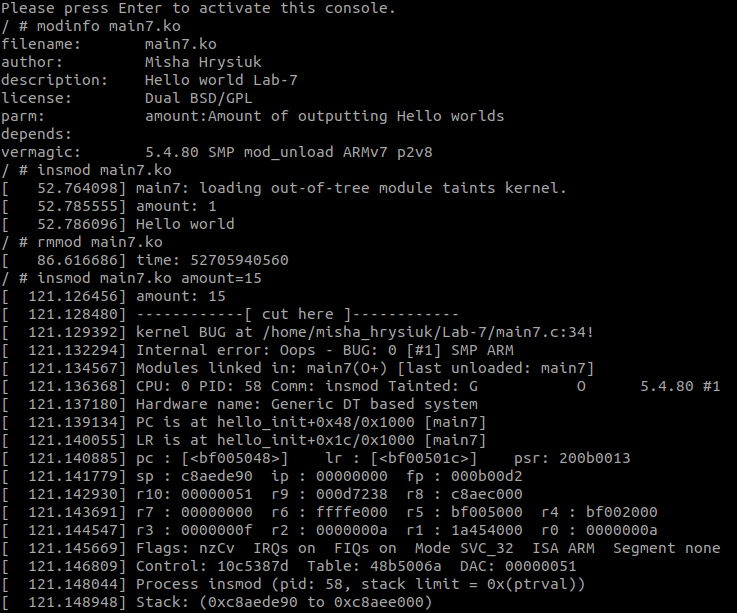 Please press Enter to activate this console.
/ # modinfo main7.ko
filename:       main7.ko
author:         Misha Hrysiuk
description:    Hello world Lab-7
license:        Dual BSD/GPL
parm:           amount:Amount of outputting Hello worlds
depends:
vermagic:       5.4.80 SMP mod_unload ARMv7 p2v8
/ # insmod main7.ko
[   52.764098] main7: loading out-of-tree module taints kernel.
[   52.785555] amount: 1
[   52.786096] Hello world
/ # rmmod main7.ko
[   86.616686] time: 52705940560
/ # insmod main7.ko amount=15
[  121.126456] amount: 15
[  121.128480] ------------[ cut here ]------------
[  121.129392] kernel BUG at /home/misha_hrysiuk/Lab-7/main7.c:34!
[  121.132294] Internal error: Oops - BUG: 0 [#1] SMP ARM
[  121.134567] Modules linked in: main7(O+) [last unloaded: main7]
[  121.136368] CPU: 0 PID: 58 Comm: insmod Tainted: G           O      5.4.80 #1
[  121.137180] Hardware name: Generic DT based system
[  121.139134] PC is at hello_init+0x48/0x1000 [main7]
[  121.140055] LR is at hello_init+0x1c/0x1000 [main7]
[  121.140885] pc : [<bf005048>]    lr : [<bf00501c>]    psr: 200b0013
[  121.141779] sp : c8aede90  ip : 00000000  fp : 000b00d2
[  121.142930] r10: 00000051  r9 : 000d7238  r8 : c8aec000
[  121.143691] r7 : 00000000  r6 : ffffe000  r5 : bf005000  r4 : bf002000
[  121.144547] r3 : 0000000f  r2 : 0000000a  r1 : 1a454000  r0 : 0000000a
[  121.145669] Flags: nzCv  IRQs on  FIQs on  Mode SVC_32  ISA ARM  Segment none
[  121.146809] Control: 10c5387d  Table: 48b5006a  DAC: 00000051
[  121.148044] Process insmod (pid: 58, stack limit = 0x(ptrval))
[  121.148948] Stack: (0xc8aede90 to 0xc8aee000)